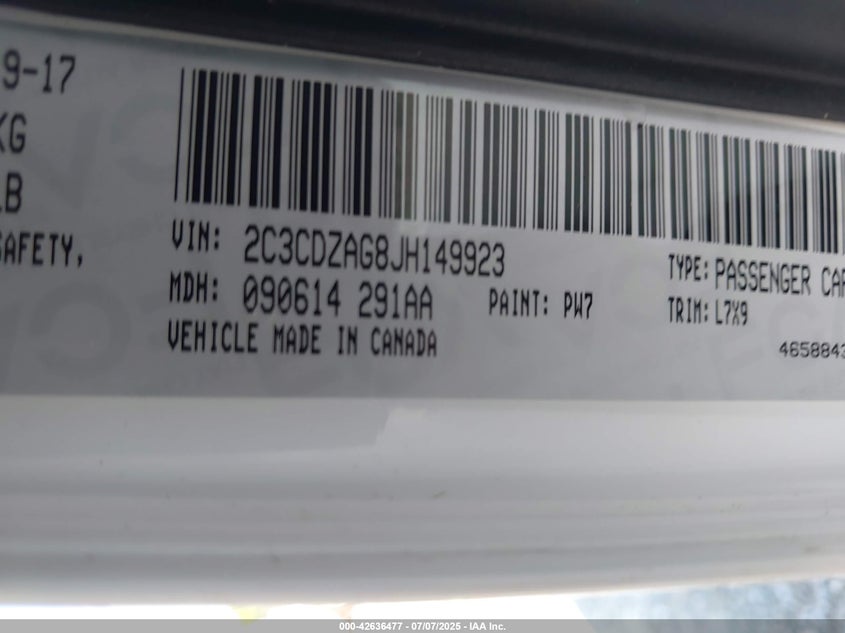 9-17
KG
LB
SAFETY,
VIN: 2C3CDZAG8JH149923
TYPE: PASSENGER CAR
MDH: 090614 291AA
PAINT: PW7
TRIM: L7X9
VEHICLE MADE IN CANADA
4658843
000-42636477 - 07/07/2025 - IAA Inc.